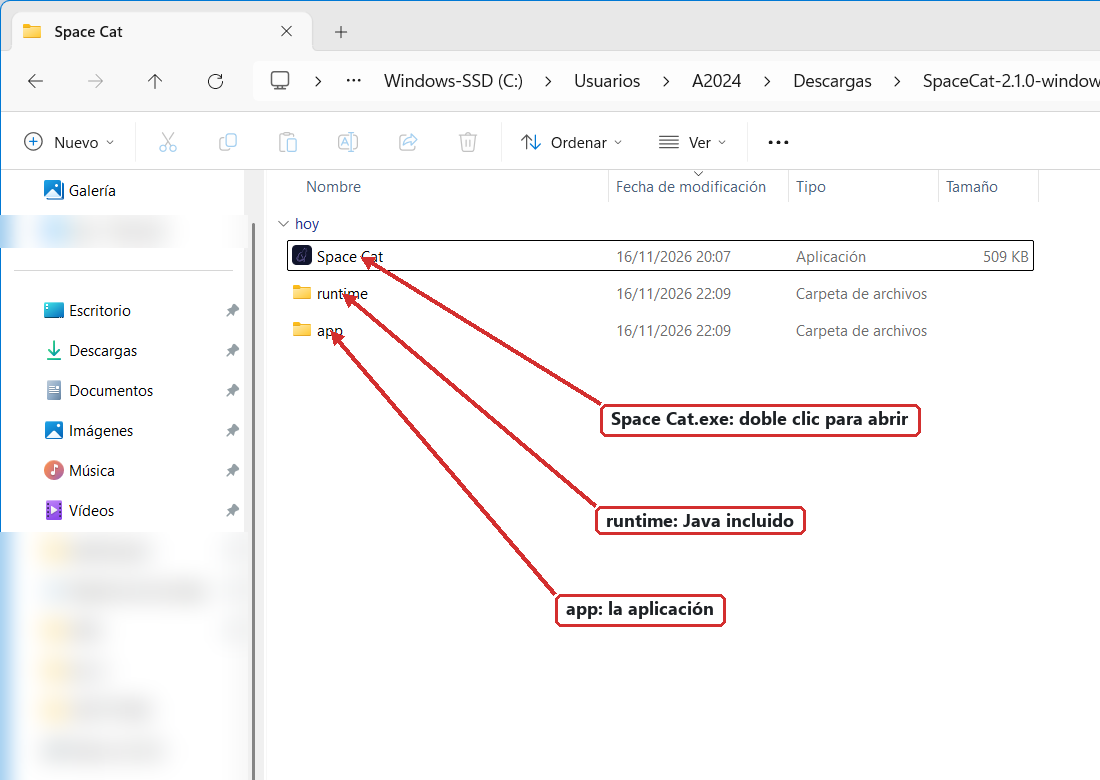 Space Cat
Windows-SSD (C:) Usuarios A2024 Descargas SpaceCat-2.1.0-window
Nuevo Ordenar Ver
Galería
Escritorio
Descargas
Documentos
Imágenes
Música
Vídeos
Nombre Fecha de modificación Tipo Tamaño
hoy
Space Cat 16/11/2026 20:07 Aplicación 509 KB
runtime 16/11/2026 22:09 Carpeta de archivos
app 16/11/2026 22:09 Carpeta de archivos
Space Cat.exe: doble clic para abrir
runtime: Java incluido
app: la aplicación